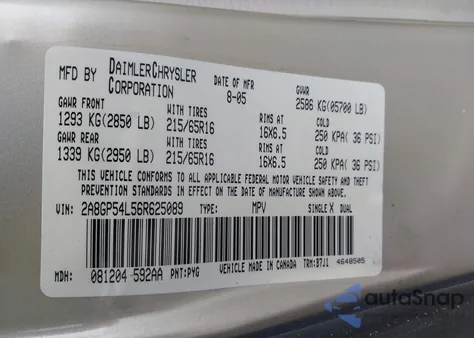 MFD BY DAIMLERCHRYSLER CORPORATION
DATE OF MFR 8-05
GVWR 2586 KG(05700 LB)
GAWR FRONT WITH TIRES RIMS AT COLD
1293 KG(2850 LB) 215/65R16 16X6.5 250 KPA( 36 PSI)
GAWR REAR WITH TIRES RIMS AT COLD
1339 KG(2950 LB) 215/65R16 16X6.5 250 KPA( 36 PSI)
THIS VEHICLE CONFORMS TO ALL APPLICABLE FEDERAL MOTOR VEHICLE SAFETY AND
THEFT PREVENTION STANDARDS IN EFFECT ON THE DATE OF MANUFACTURE SHOWN ABOVE.
VIN: 2A8GP54L56R625089 TYPE: MPV SINGLE X DUAL
MDH: 081204 592AA PNT:PYG VEHICLE MADE IN CANADA TRM:B7J1 4648505
autoSnap